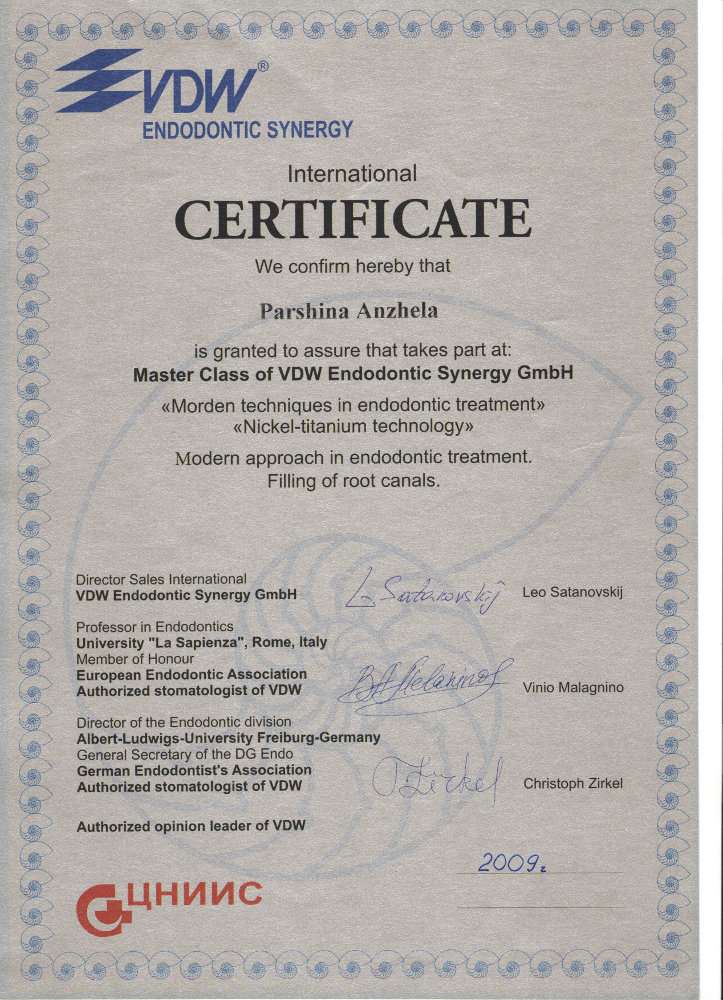 VDW®
ENDODONTIC SYNERGY
International
CERTIFICATE
We confirm hereby that
Parshina Anzhela
is granted to assure that takes part at:
Master Class of VDW Endodontic Synergy GmbH
«Morden techniques in endodontic treatment»
«Nickel-titanium technology»
Modern approach in endodontic treatment.
Filling of root canals.
Director Sales International
VDW Endodontic Synergy GmbH
L. Satanovskij
Leo Satanovskij
Professor in Endodontics
University "La Sapienza", Rome, Italy
Member of Honour
European Endodontic Association
Authorized stomatologist of VDW
Vinio Malagnino
Director of the Endodontic division
Albert-Ludwigs-University Freiburg-Germany
General Secretary of the DG Endo
German Endodontist's Association
Authorized stomatologist of VDW
Zirkel
Christoph Zirkel
Authorized opinion leader of VDW
2009г.
ЦНИИС